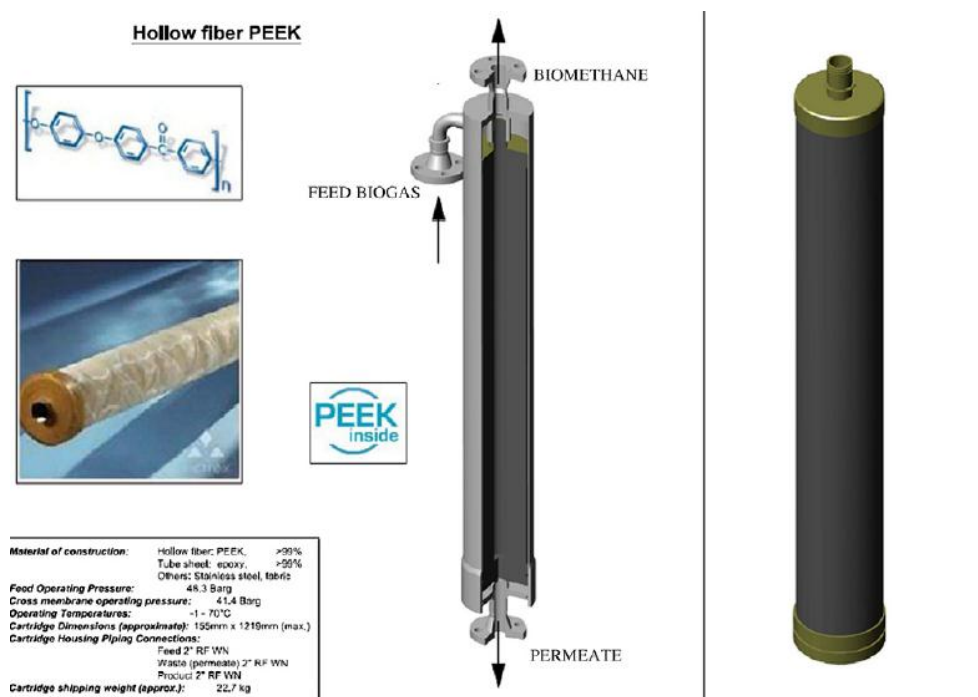 Hollow fiber PEEK
BIOMETHANE
FEED BIOGAS
O
O
O
C
n
PEEK
inside
Material of construction: Hollow fiber: PEEK, >99%
Tube sheet: epoxy, >99%
Others: Stainless steel, fabric
Feed Operating Pressure: 48,3 Barg
Cross membrane operating pressure: 41,4 Barg
Operating Temperatures: -1 - 70°C
Cartridge Dimensions (approximate): 155mm x 1219mm (max.)
Cartridge Housing Piping Connections:
Feed 2" RF WN
Waste (permeate) 2" RF WN
Product 2" RF WN
Cartridge shipping weight (approx.): 22,7 kg
PERMEATE